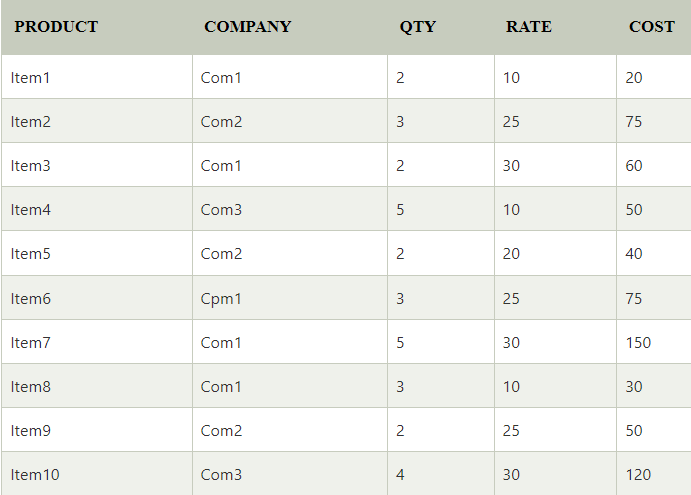 PRODUCT COMPANY QTY RATE COST
Item1 Com1 2 10 20
Item2 Com2 3 25 75
Item3 Com1 2 30 60
Item4 Com3 5 10 50
Item5 Com2 2 20 40
Item6 Cpm1 3 25 75
Item7 Com1 5 30 150
Item8 Com1 3 10 30
Item9 Com2 2 25 50
Item10 Com3 4 30 120